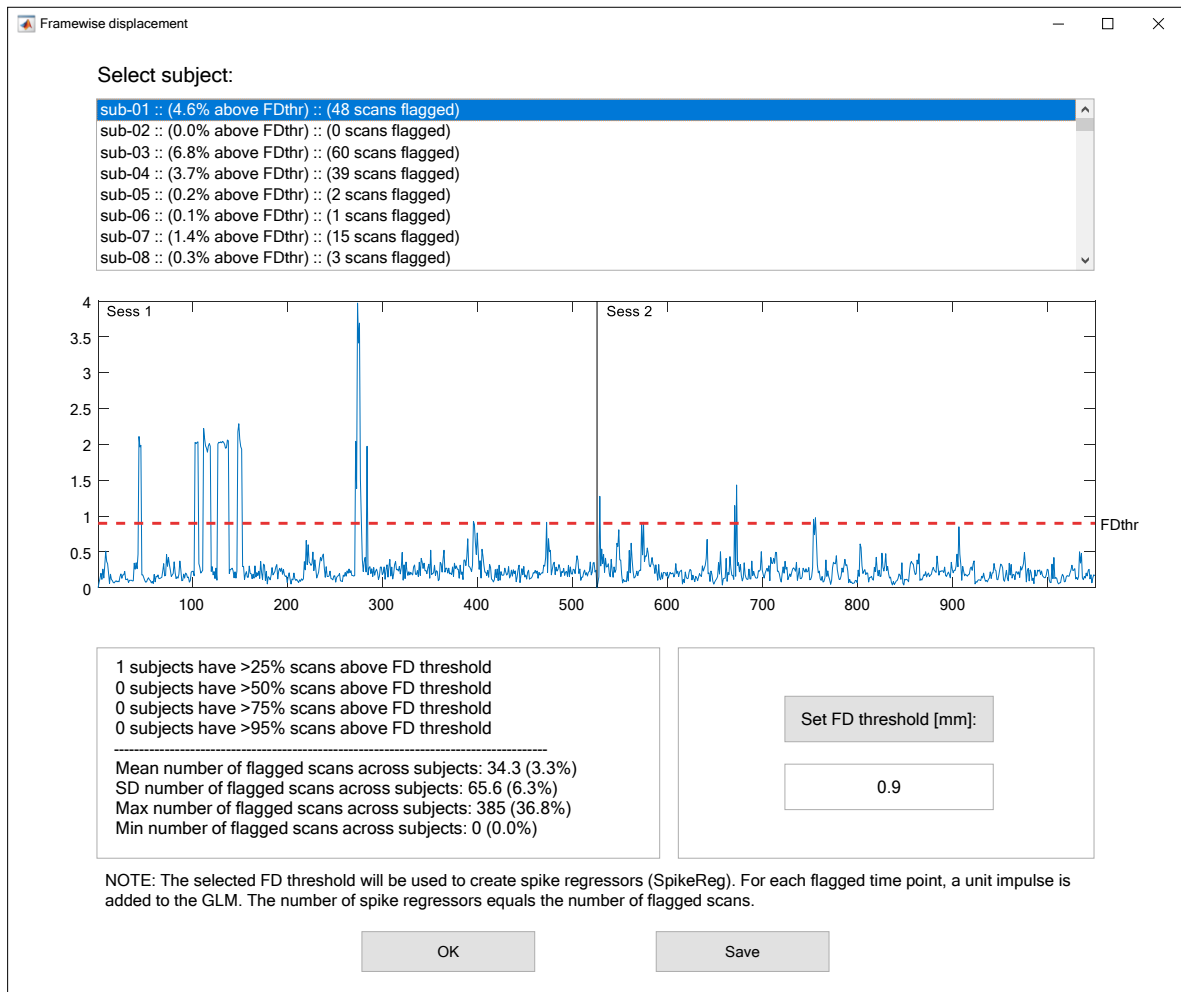 Framewise displacement
Select subject:
sub-01 :: (4.6% above FDthr) :: (48 scans flagged)
sub-02 :: (0.0% above FDthr) :: (0 scans flagged)
sub-03 :: (6.8% above FDthr) :: (60 scans flagged)
sub-04 :: (3.7% above FDthr) :: (39 scans flagged)
sub-05 :: (0.2% above FDthr) :: (2 scans flagged)
sub-06 :: (0.1% above FDthr) :: (1 scans flagged)
sub-07 :: (1.4% above FDthr) :: (15 scans flagged)
sub-08 :: (0.3% above FDthr) :: (3 scans flagged)
4
3.5
3
2.5
2
1.5
1
0.5
0
Sess 1
Sess 2
FDthr
100 200 300 400 500 600 700 800 900
1 subjects have >25% scans above FD threshold
0 subjects have >50% scans above FD threshold
0 subjects have >75% scans above FD threshold
0 subjects have >95% scans above FD threshold
---------------------------------------------------------------------------------------
Mean number of flagged scans across subjects: 34.3 (3.3%)
SD number of flagged scans across subjects: 65.6 (6.3%)
Max number of flagged scans across subjects: 385 (36.8%)
Min number of flagged scans across subjects: 0 (0.0%)
Set FD threshold [mm]:
0.9
NOTE: The selected FD threshold will be used to create spike regressors (SpikeReg). For each flagged time point, a unit impulse is
added to the GLM. The number of spike regressors equals the number of flagged scans.
OK
Save